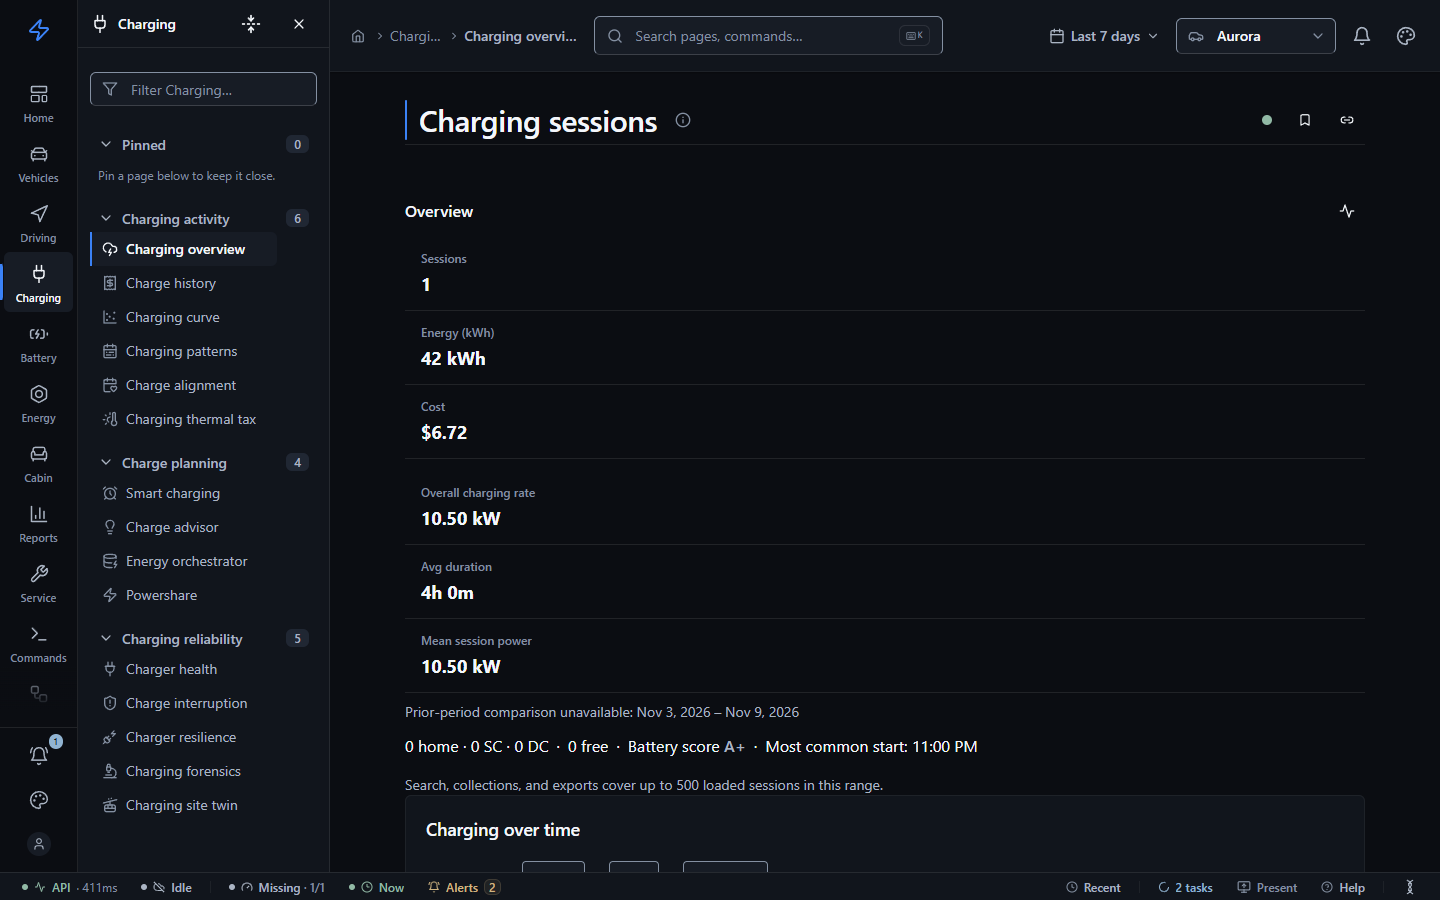 Home
Vehicles
Driving
Charging
Battery
Energy
Cabin
Reports
Service
Commands
1
Charging
Filter Charging...
Pinned 0
Pin a page below to keep it close.
Charging activity 6
Charging overview
Charge history
Charging curve
Charging patterns
Charge alignment
Charging thermal tax
Charge planning 4
Smart charging
Charge advisor
Energy orchestrator
Powershare
Charging reliability 5
Charger health
Charge interruption
Charger resilience
Charging forensics
Charging site twin
Chargi... Charging overvi...
Search pages, commands... K
Last 7 days
Aurora
Charging sessions
Overview
Sessions
1
Energy (kWh)
42 kWh
Cost
$6.72
Overall charging rate
10.50 kW
Avg duration
4h 0m
Mean session power
10.50 kW
Prior-period comparison unavailable: Nov 3, 2026 – Nov 9, 2026
0 home · 0 SC · 0 DC · 0 free · Battery score A+ · Most common start: 11:00 PM
Search, collections, and exports cover up to 500 loaded sessions in this range.
Charging over time
API · 411ms Idle Missing · 1/1 Now Alerts 2 Recent 2 tasks Present Help